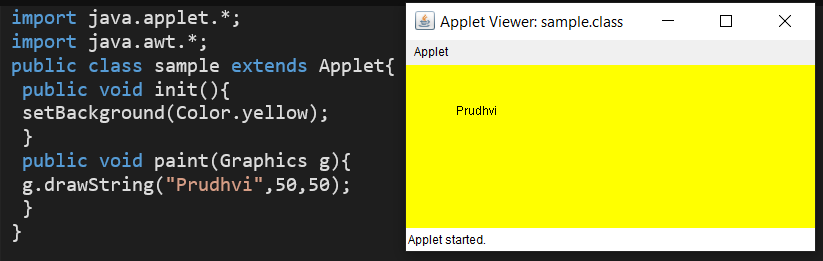 import java.applet.*;
import java.awt.*;
public class sample extends Applet{
public void init(){
setBackground(Color.yellow);
}
public void paint(Graphics g){
g.drawString("Prudhvi",50,50);
}
}
Applet Viewer: sample.class
Applet
Prudhvi
Applet started.